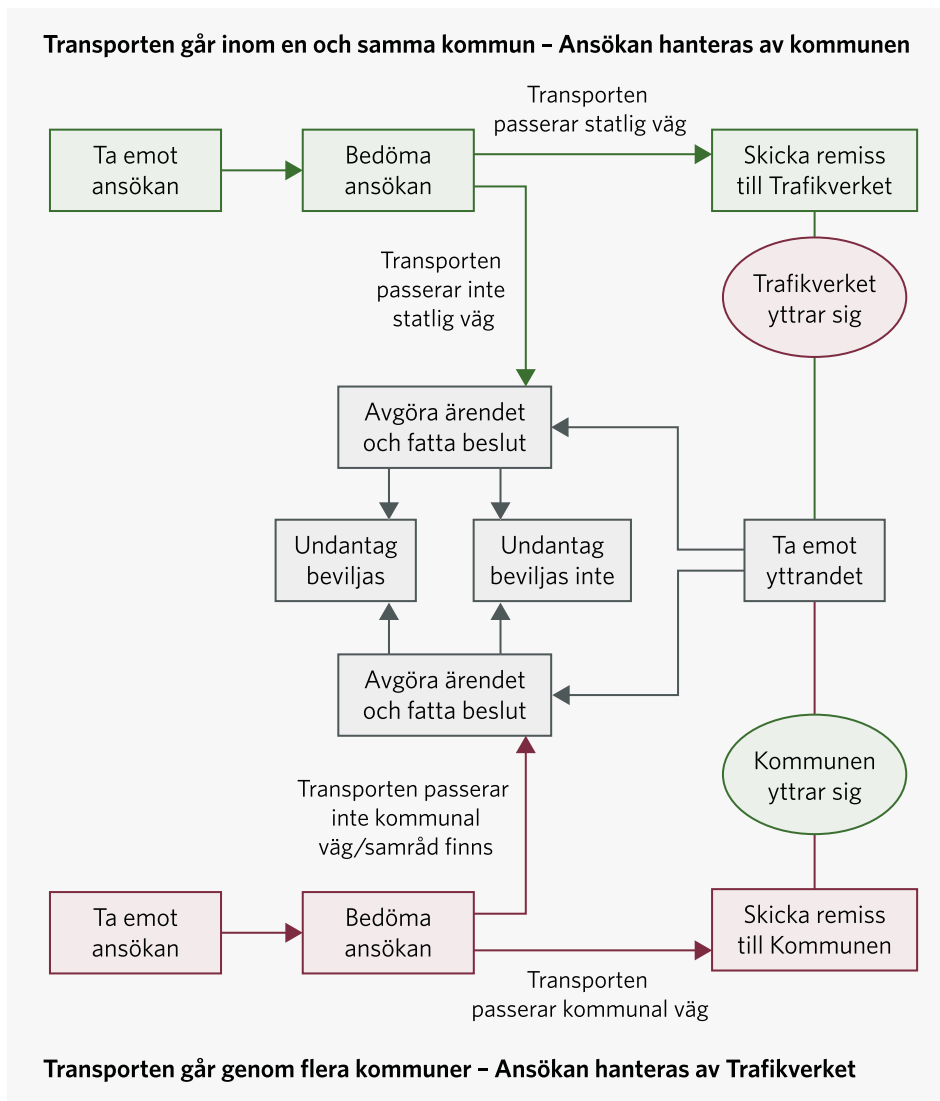 Transporten går inom en och samma kommun – Ansökan hanteras av kommunen
Transporten
passerar statlig väg
Ta emot
ansökan
Bedöma
ansökan
Skicka remiss
till Trafikverket
Transporten
passerar inte
statlig väg
Trafikverket
yttrar sig
Avgöra ärendet
och fatta beslut
Undantag
beviljas
Undantag
beviljas inte
Ta emot
yttrandet
Avgöra ärendet
och fatta beslut
Kommunen
yttrar sig
Transporten passerar
inte kommunal
väg/samråd finns
Ta emot
ansökan
Bedöma
ansökan
Skicka remiss
till Kommunen
Transporten
passerar kommunal väg
Transporten går genom flera kommuner – Ansökan hanteras av Trafikverket